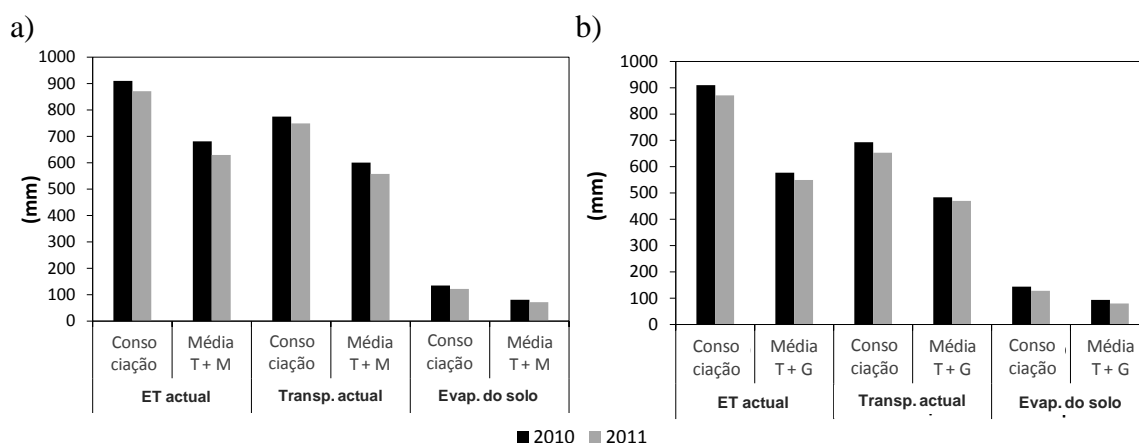 a)
1000
900
800
700
600
500
400
300
200
100
0
(mm)
Conso
ciação
Média
T + M
Conso
ciação
Média
T + M
Conso
ciação
Média
T + M
ET actual
Transp. actual
Evap. do solo
b)
1000
900
800
700
600
500
400
300
200
100
0
(mm)
Conso
ciação
Média
T + G
Conso
ciação
Média
T + G
Conso
ciação
Média
T + G
ET actual
Transp. actual
Evap. do solo
2010 2011